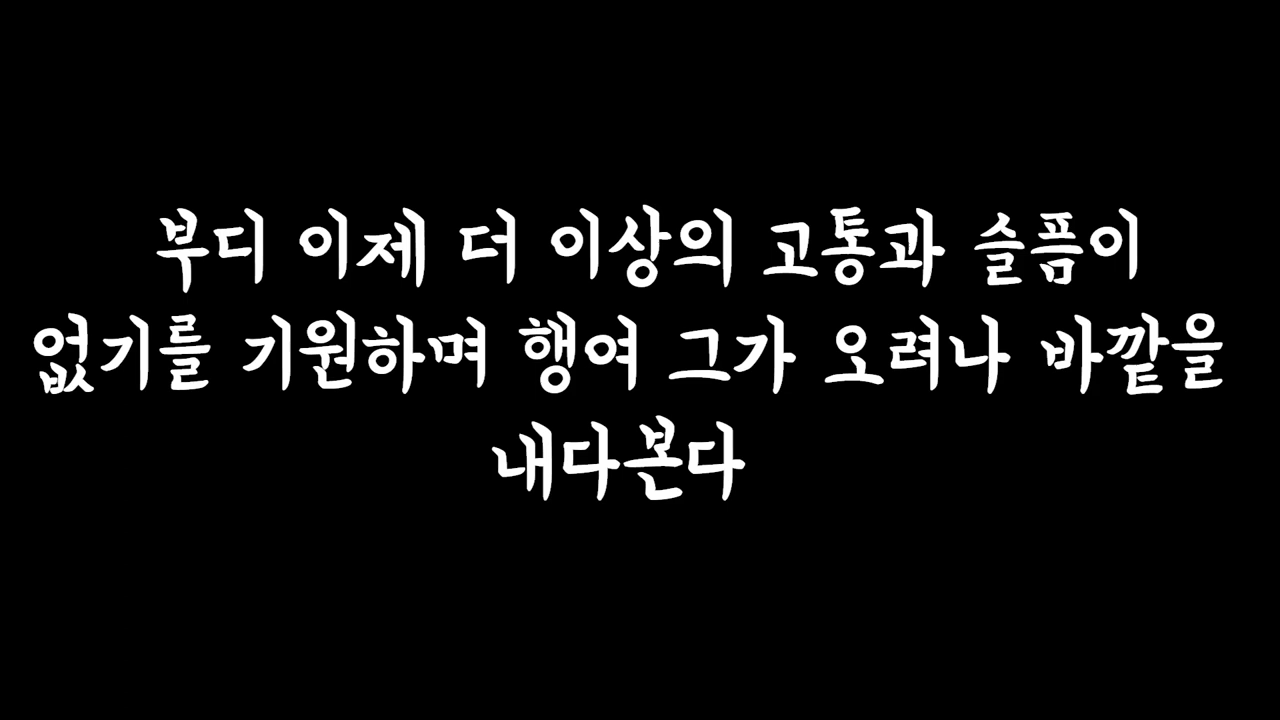 부디 이제 더 이상의 고통과 슬픔이
없기를 기원하며 행여 그가 오려나 바깥을
내다본다